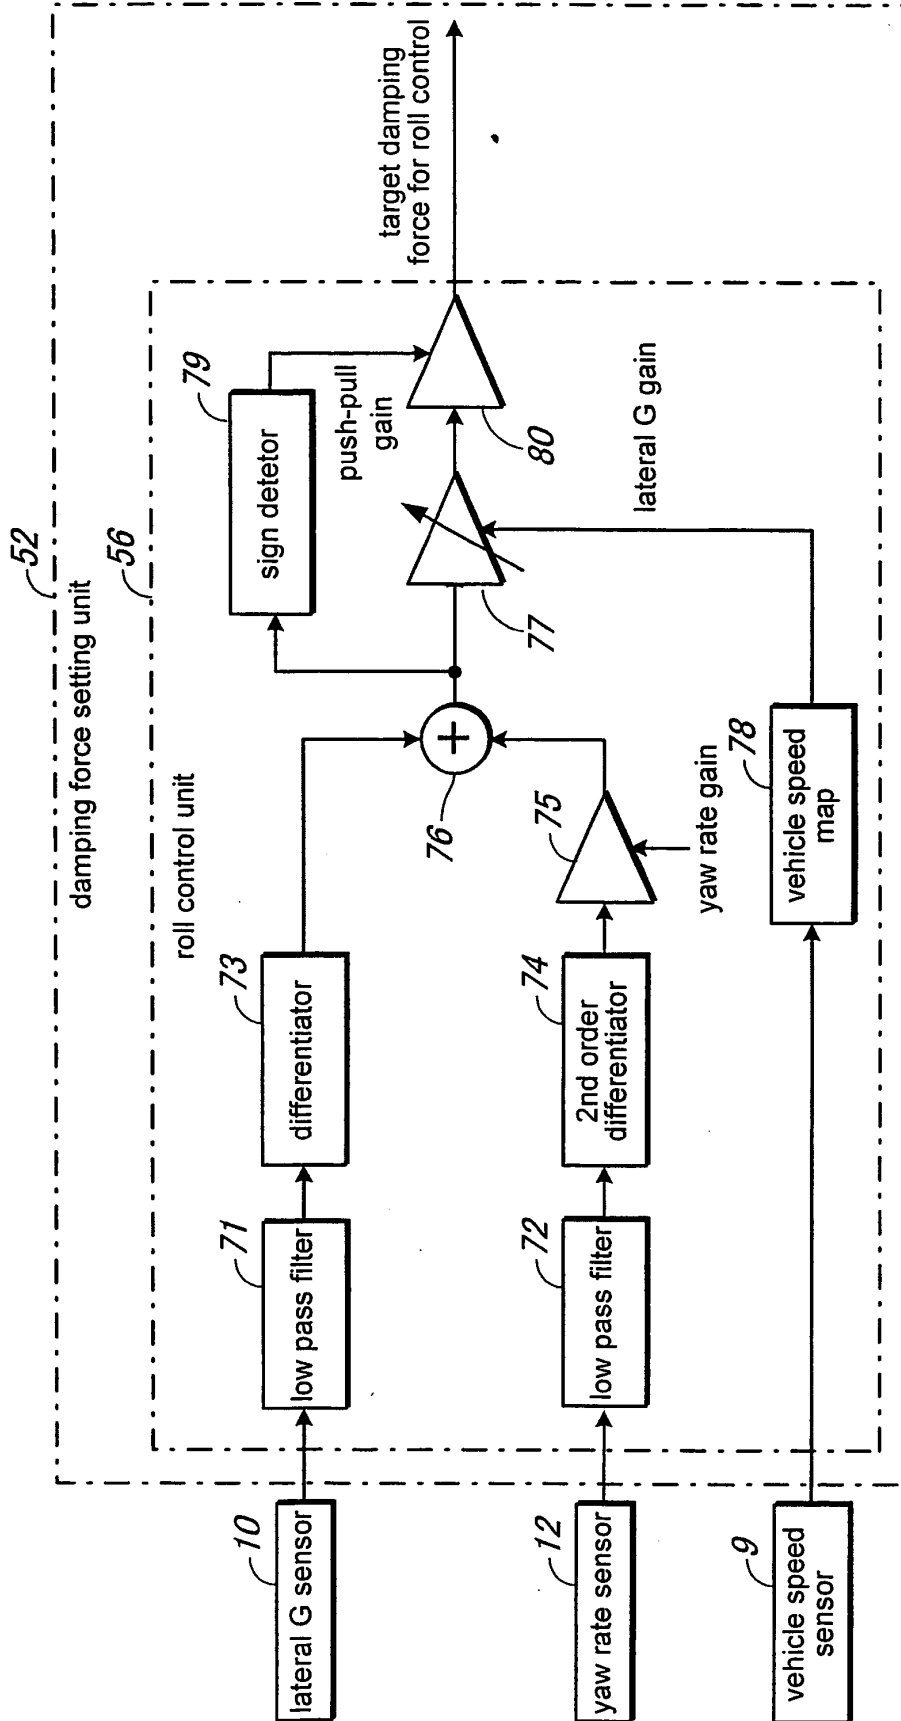 52
damping force setting unit
56
roll control unit
79
sign detetor
push-pull
gain
target damping
force for roll control
80
77
lateral G gain
10
lateral G sensor
71
low pass filter
73
differentiator
76
+
12
yaw rate sensor
72
low pass filter
74
2nd order
differentiator
75
yaw rate gain
9
vehicle speed
sensor
78
vehicle speed
map